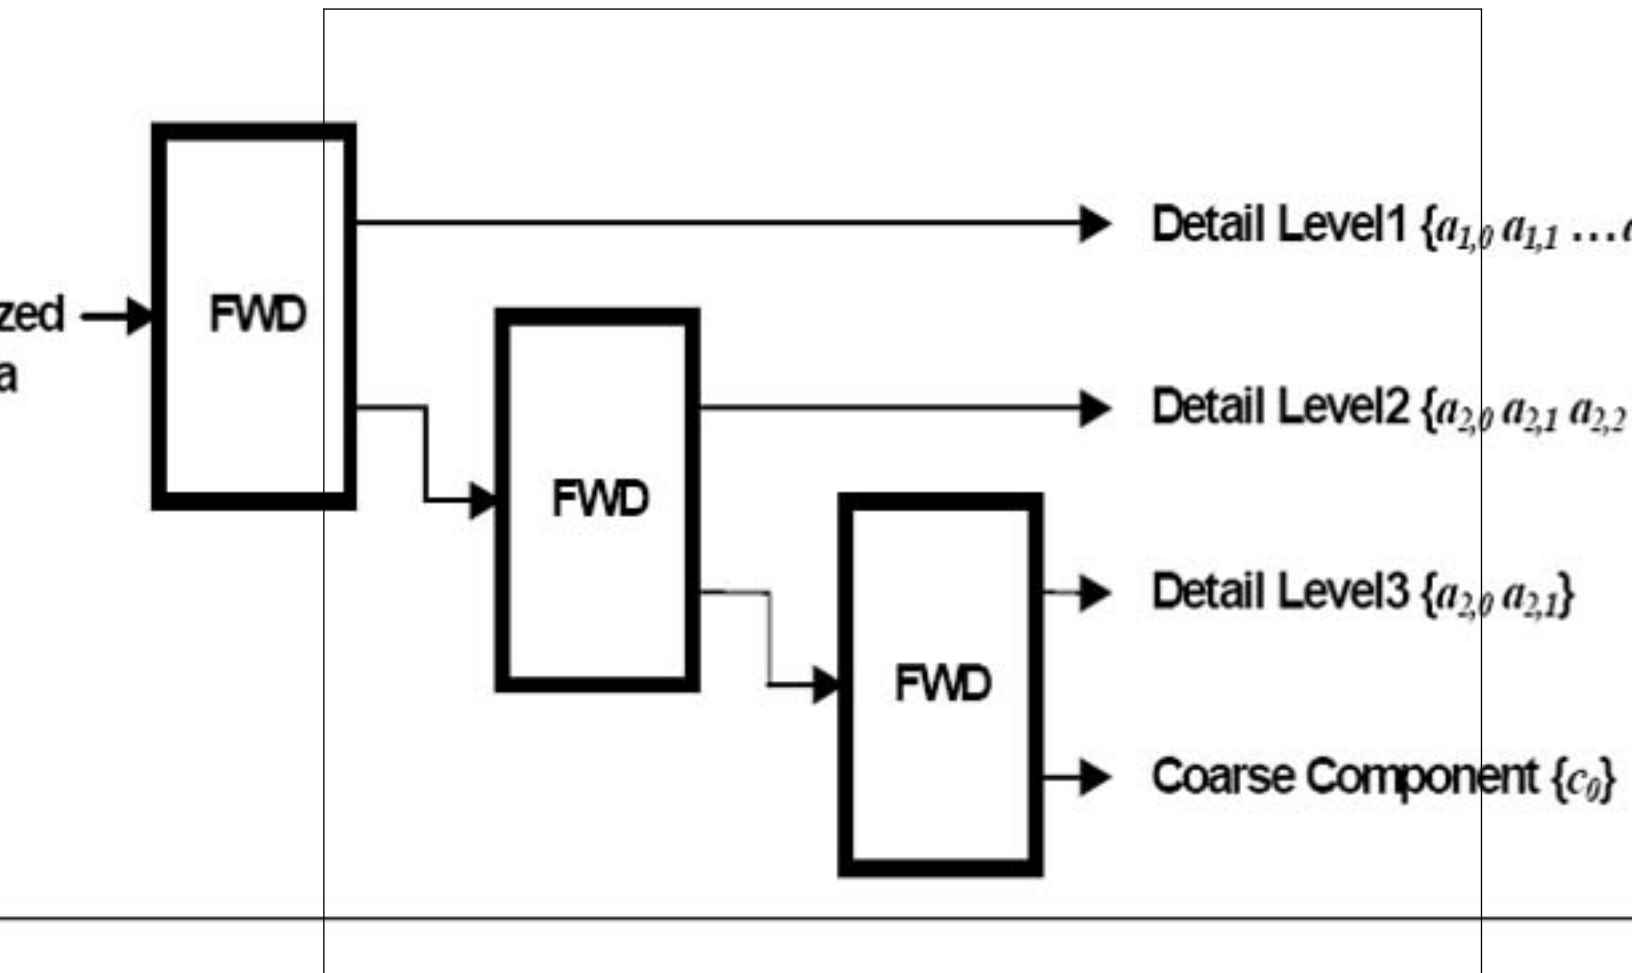 Detail Level1 {a1,0 a1,1 …
zed
FWD
a
Detail Level2 {a2,0 a2,1 a2,2
FWD
Detail Level3 {a2,0 a2,1}
FWD
Coarse Component {c0}